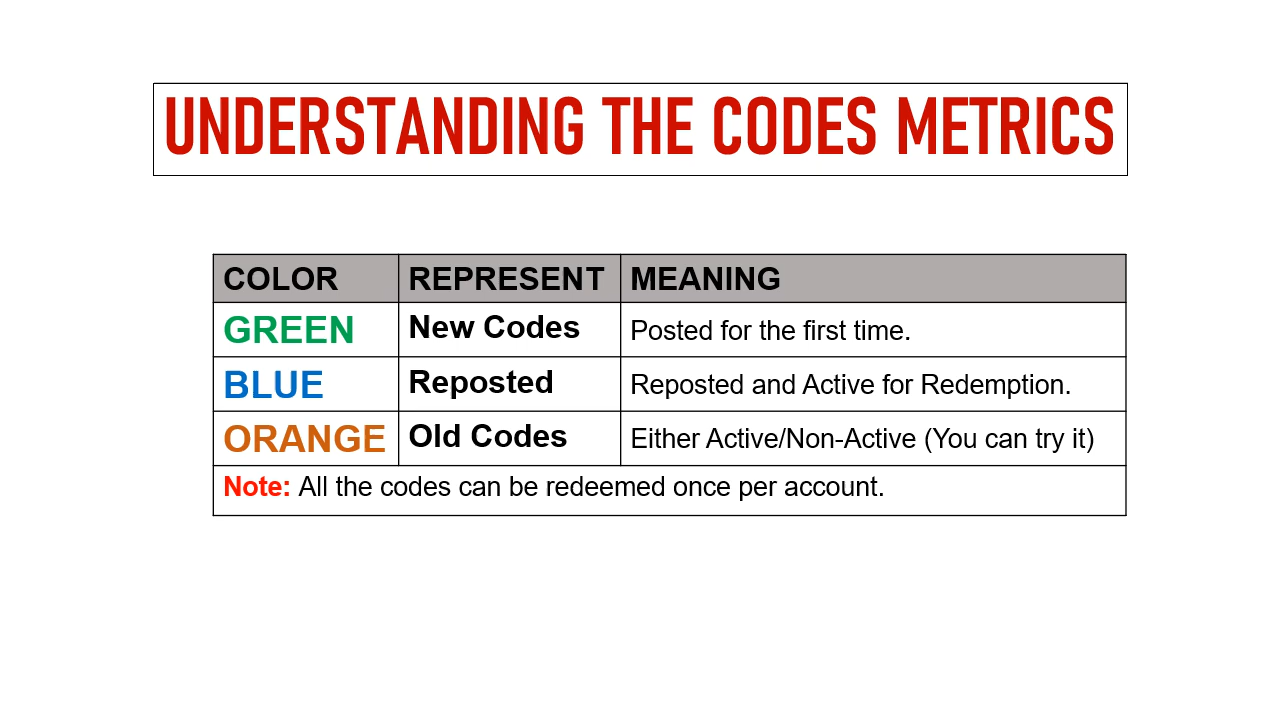 UNDERSTANDING THE CODES METRICS
COLOR REPRESENT MEANING
GREEN New Codes Posted for the first time.
BLUE Reposted Reposted and Active for Redemption.
ORANGE Old Codes Either Active/Non-Active (You can try it)
Note: All the codes can be redeemed once per account.